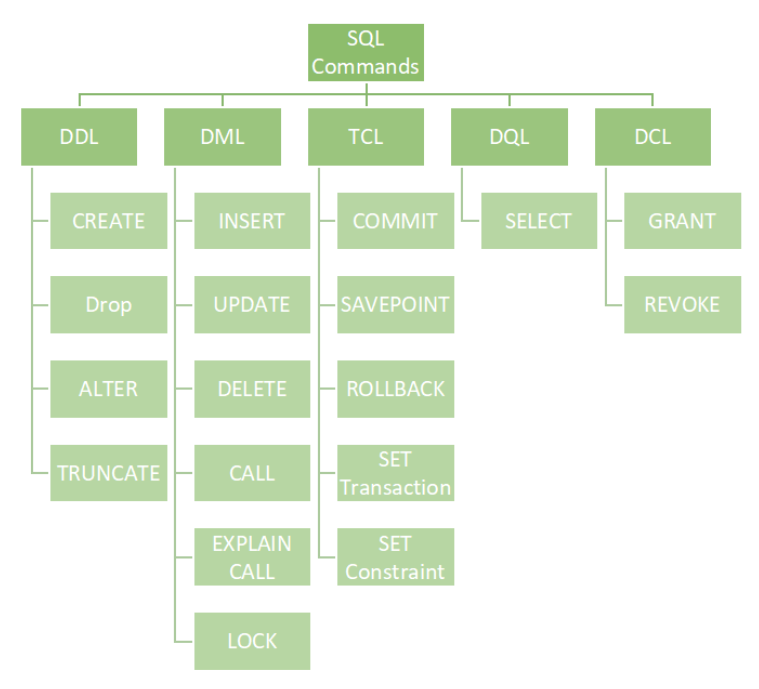 SQL
Commands
DDL
DML
TCL
DQL
DCL
CREATE
INSERT
COMMIT
SELECT
GRANT
Drop
UPDATE
SAVEPOINT
REVOKE
ALTER
DELETE
ROLLBACK
TRUNCATE
CALL
SET
Transaction
EXPLAIN
CALL
SET
Constraint
LOCK